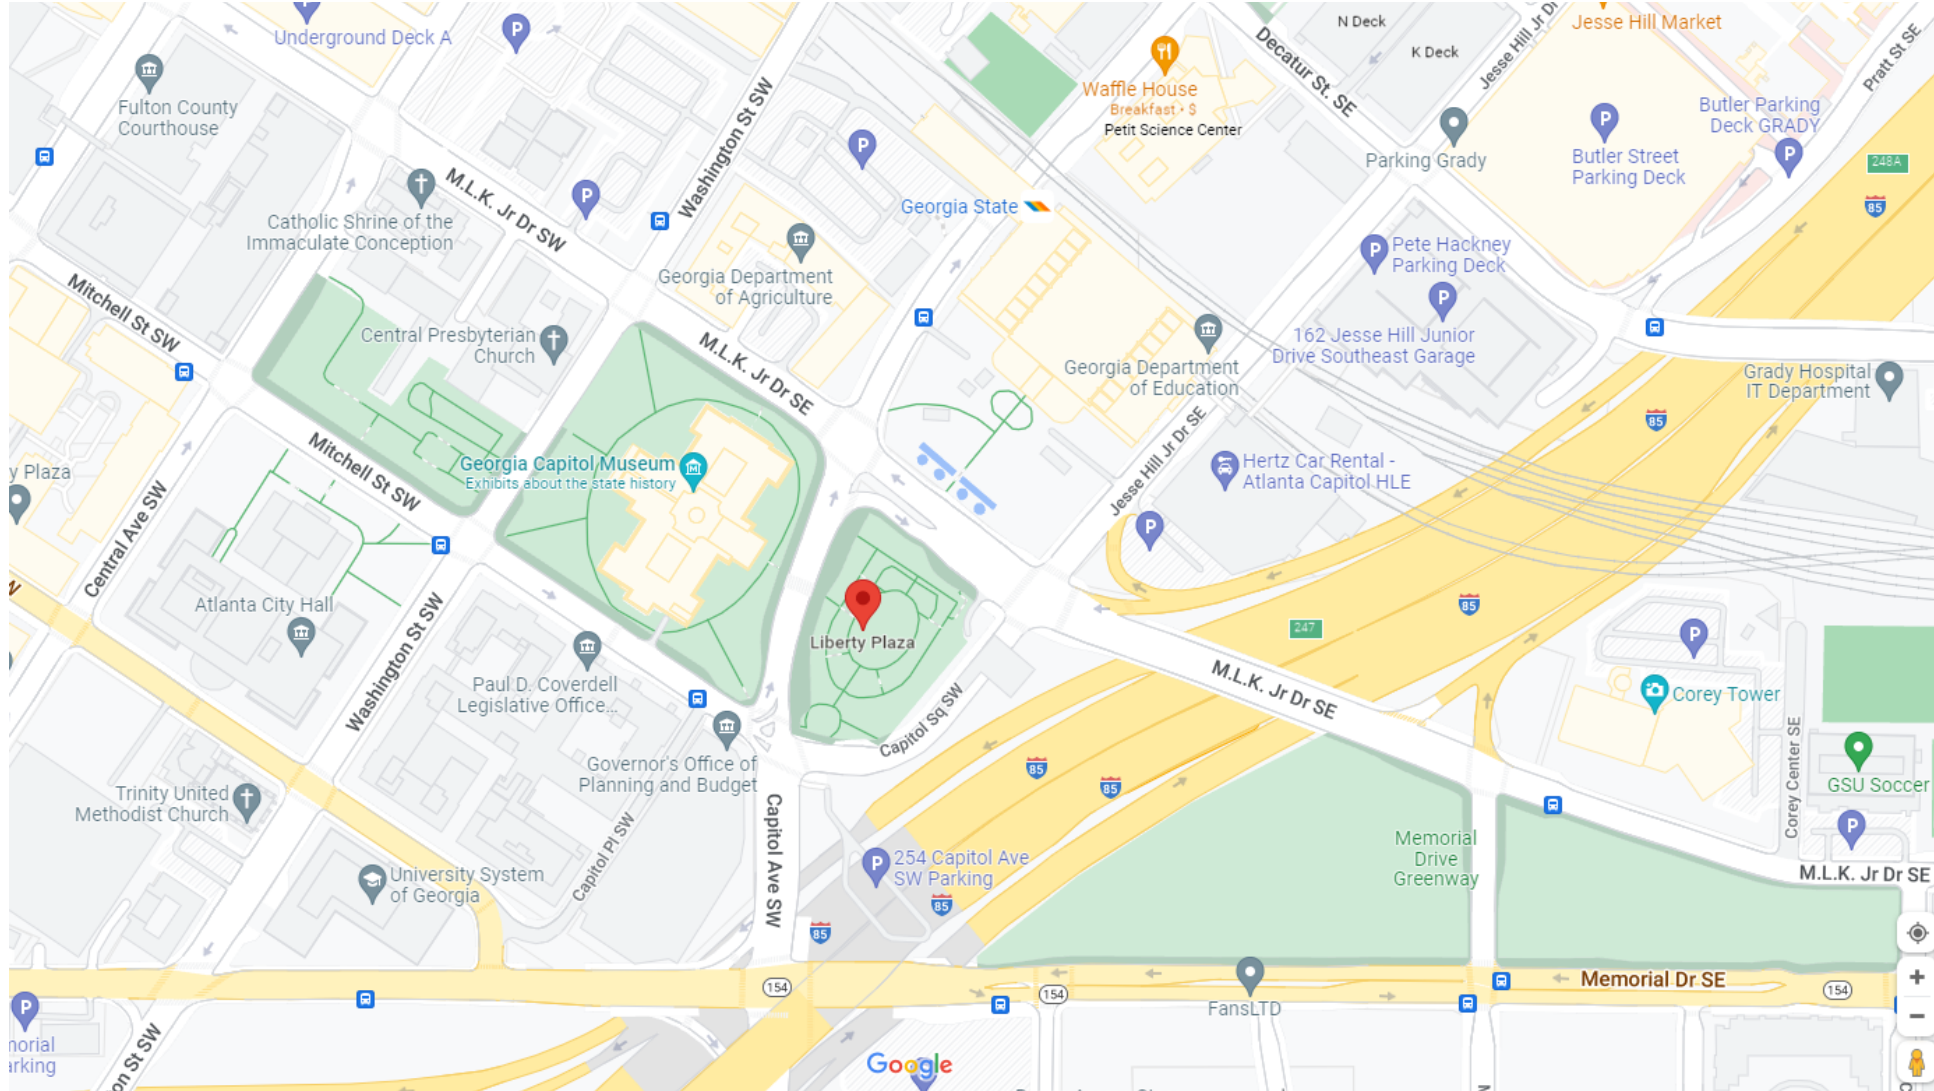 Underground Deck A
N Deck
K Deck
Jesse Hill Jr Dr
Jesse Hill Market
Pratt St SE
Decatur St. SE
Waffle House
Breakfast • $
Petit Science Center
Fulton County
Courthouse
Washington St SW
Parking Grady
Butler Parking
Deck GRADY
Butler Street
Parking Deck
248A
85
M.L.K. Jr Dr SW
Catholic Shrine of the
Immaculate Conception
Georgia State
Georgia Department
of Agriculture
Pete Hackney
Parking Deck
162 Jesse Hill Junior
Drive Southeast Garage
Mitchell St SW
Central Presbyterian
Church
M.L.K. Jr Dr SE
Georgia Department
of Education
Grady Hospital
IT Department
85
Jesse Hill Jr Dr SE
Mitchell St SW
Georgia Capitol Museum
Exhibits about the state history
Hertz Car Rental -
Atlanta Capitol HLE
y Plaza
Central Ave SW
W
Atlanta City Hall
Washington St SW
Liberty Plaza
85
247
M.L.K. Jr Dr SE
Paul D. Coverdell
Legislative Office...
Capitol Sq SW
Corey Tower
Corey Center SE
Governor's Office of
Planning and Budget
85
85
GSU Soccer
Trinity United
Methodist Church
Capitol Pl SW
Capitol Ave SW
254 Capitol Ave
SW Parking
Memorial
Drive
Greenway
M.L.K. Jr Dr SE
University System
of Georgia
85
85
154
154
Memorial Dr SE
154
FansLTD
morial
arking
on St SW
Google
P
P
P
P
P
P
P
P
P
P
P
P
P
P